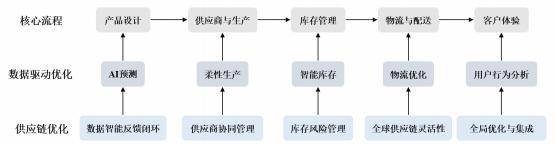 核心流程 产品设计 供应商与生产 库存管理 物流与配送 客户体验
数据驱动优化 AI预测 柔性生产 智能库存 物流优化 用户行为分析
供应链优化 数据智能反馈闭环 供应商协同管理 库存风险管理 全球供应链灵活性 全局优化与集成